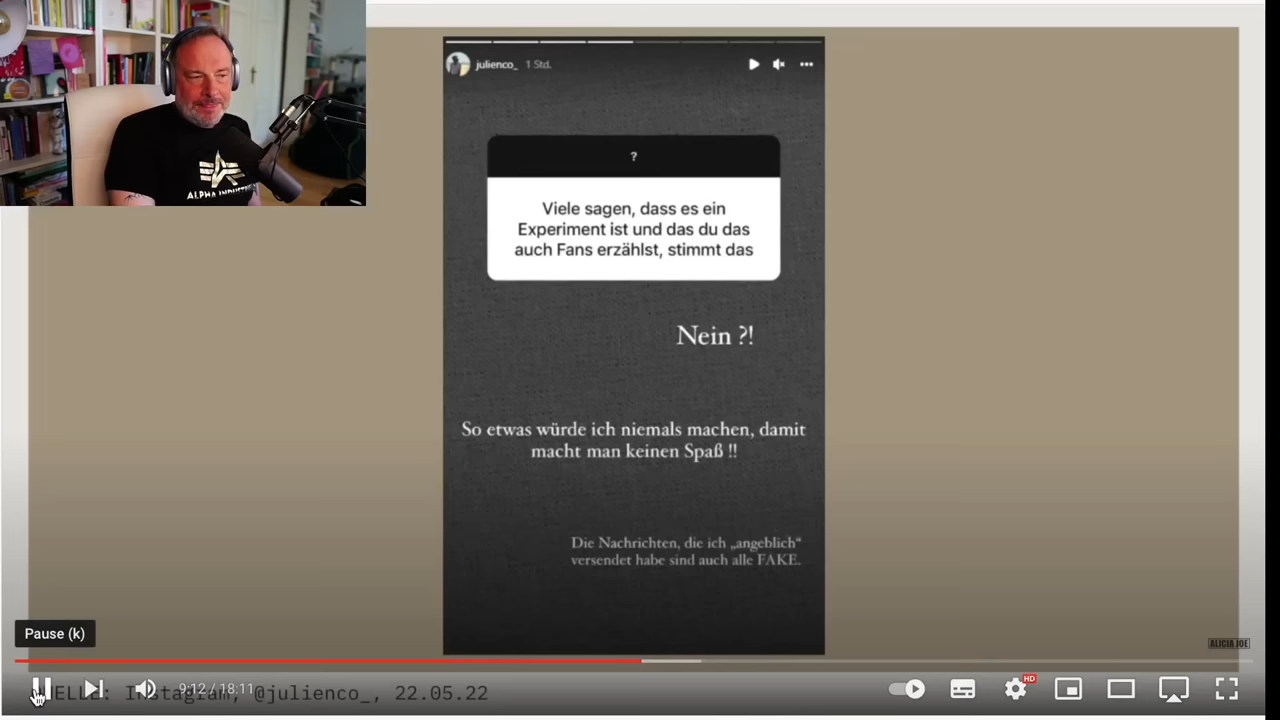 julienco_ 1 Std.
?
Viele sagen, dass es ein
Experiment ist und das du das
auch Fans erzählst, stimmt das
Nein ?!
So etwas würde ich niemals machen, damit
macht man keinen Spaß !!
Die Nachrichten, die ich „angeblich“
versendet habe sind auch alle FAKE.
Pause (k)
ALICIA JOE
9:12 / 18:11
HD
Instagram, @julienco_, 22.05.22